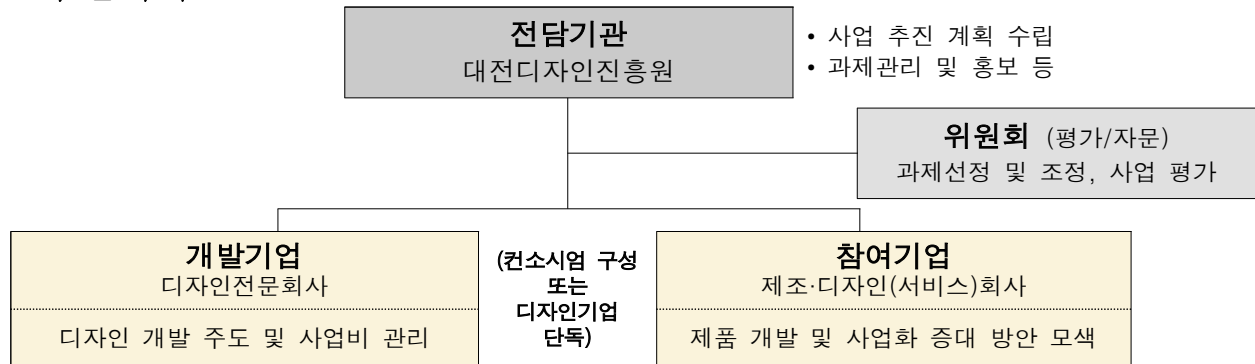 전담기관
대전디자인진흥원
• 사업 추진 계획 수립
• 과제관리 및 홍보 등
위원회 (평가/자문)
과제선정 및 조정, 사업 평가
개발기업
디자인전문회사
디자인 개발 주도 및 사업비 관리
(컨소시엄 구성
또는
디자인기업
단독)
참여기업
제조·디자인(서비스)회사
제품 개발 및 사업화 증대 방안 모색